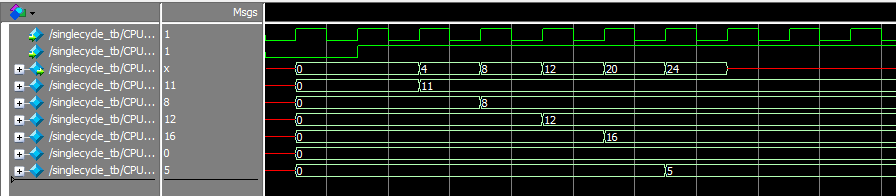 Msgs
/singlecycle_tb/CPU... 1
/singlecycle_tb/CPU... 1
/singlecycle_tb/CPU... x 0 4 8 12 20 24
/singlecycle_tb/CPU... 11 0 11
/singlecycle_tb/CPU... 8 0 8
/singlecycle_tb/CPU... 12 0 12
/singlecycle_tb/CPU... 16 0 16
/singlecycle_tb/CPU... 0 0
/singlecycle_tb/CPU... 5 0 5